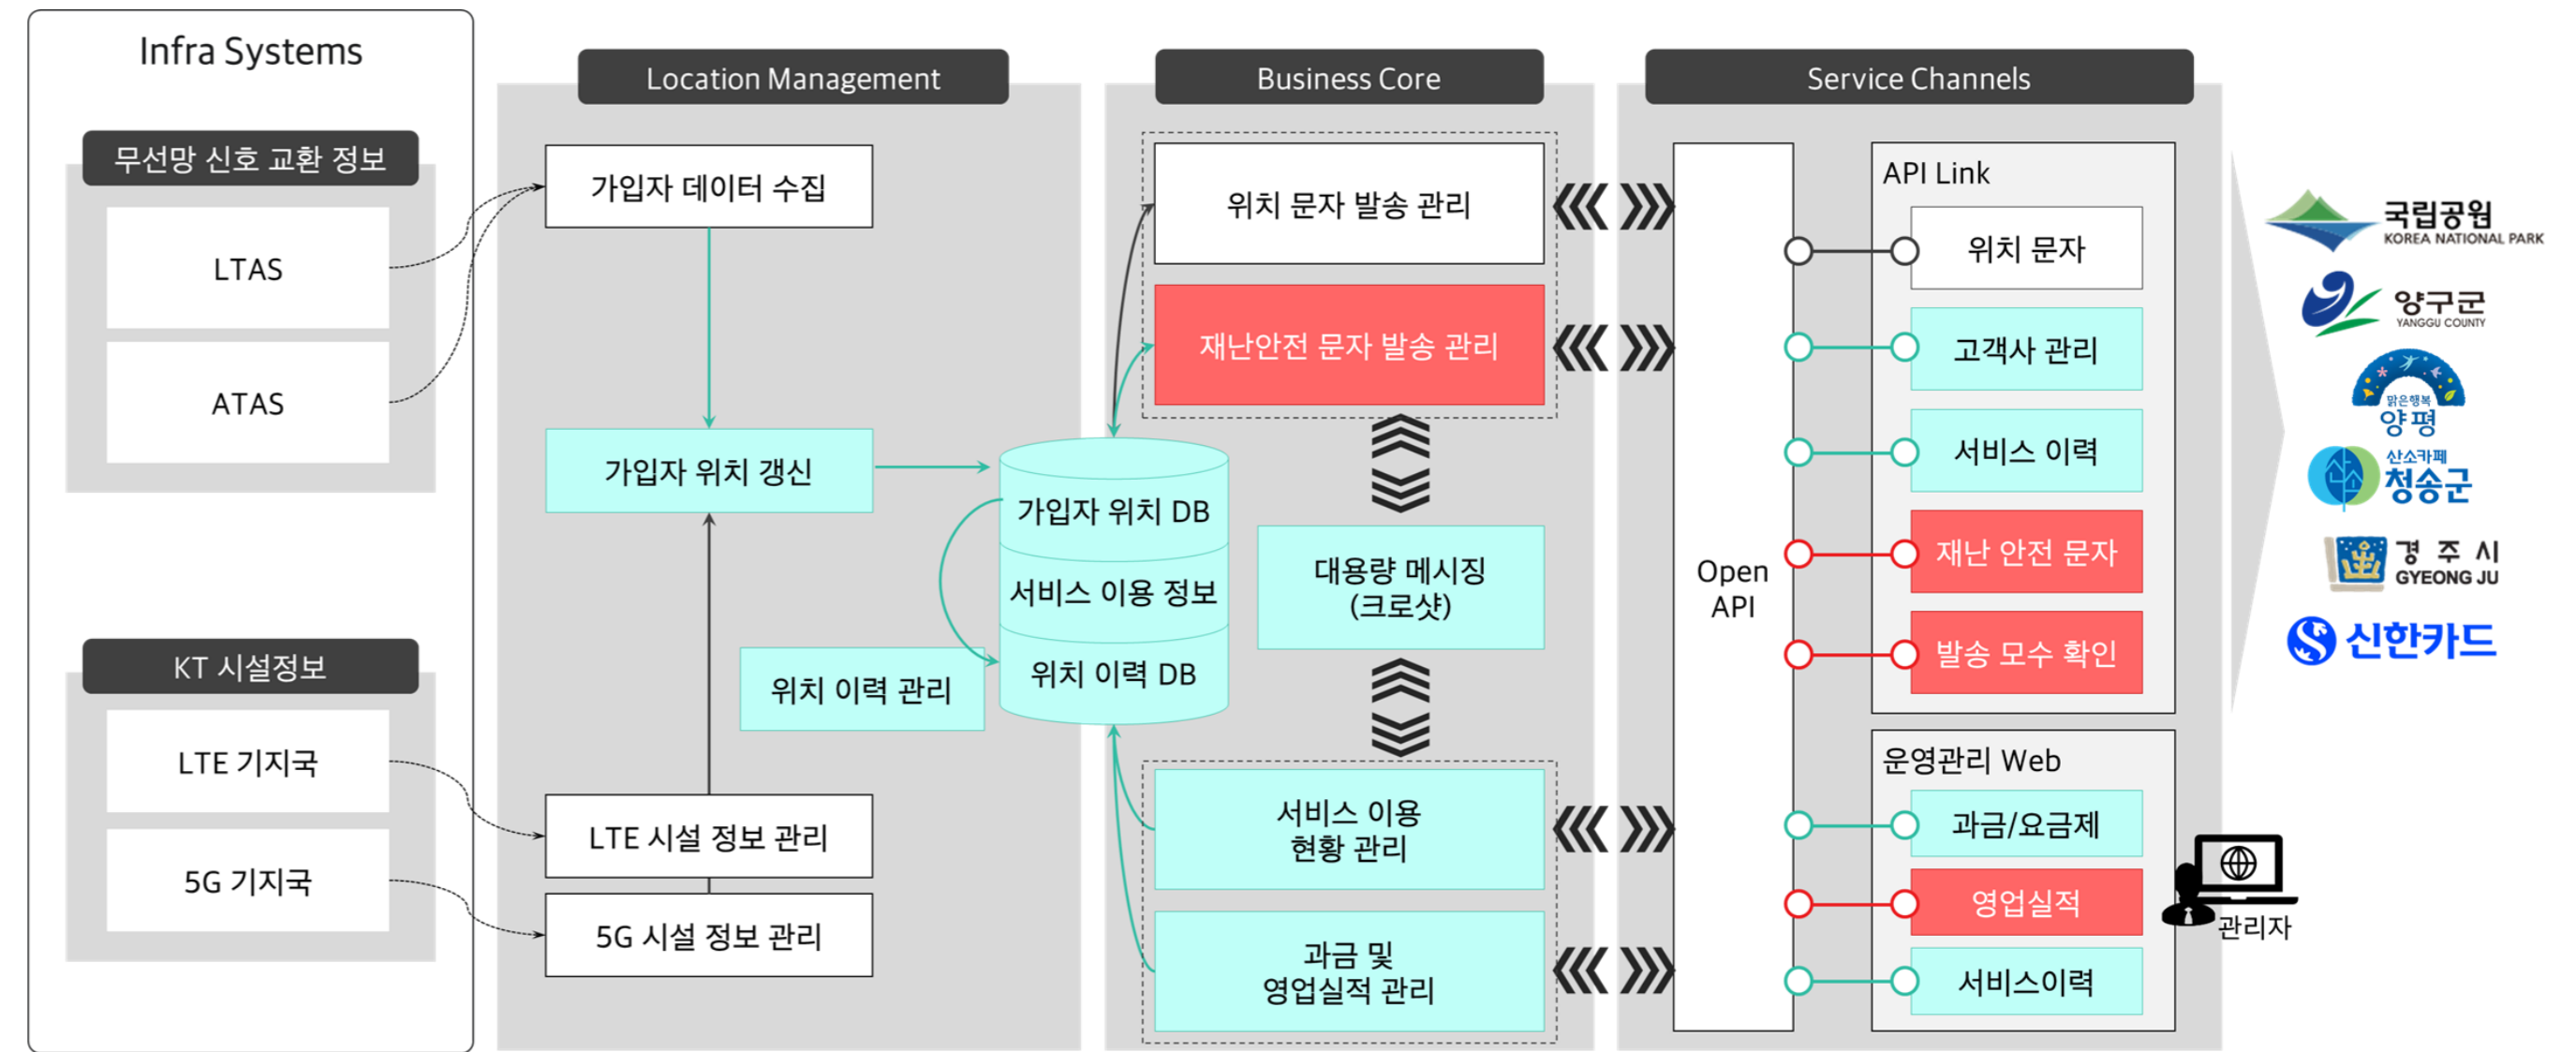 Infra Systems
무선망 신호 교환 정보
LTAS
ATAS
KT 시설정보
LTE 기지국
5G 기지국
Location Management
가입자 데이터 수집
가입자 위치 갱신
위치 이력 관리
LTE 시설 정보 관리
5G 시설 정보 관리
가입자 위치 DB
서비스 이용 정보
위치 이력 DB
Business Core
위치 문자 발송 관리
재난안전 문자 발송 관리
대용량 메시징
(크로샷)
서비스 이용
현황 관리
과금 및
영업실적 관리
Service Channels
Open
API
API Link
위치 문자
고객사 관리
서비스 이력
재난 안전 문자
발송 모수 확인
운영관리 Web
과금/요금제
영업실적
서비스이력
국립공원
KOREA NATIONAL PARK
양구군
YANGGU COUNTY
맑은행복
양평
산소카페
청송군
경주시
GYEONG JU
신한카드
관리자